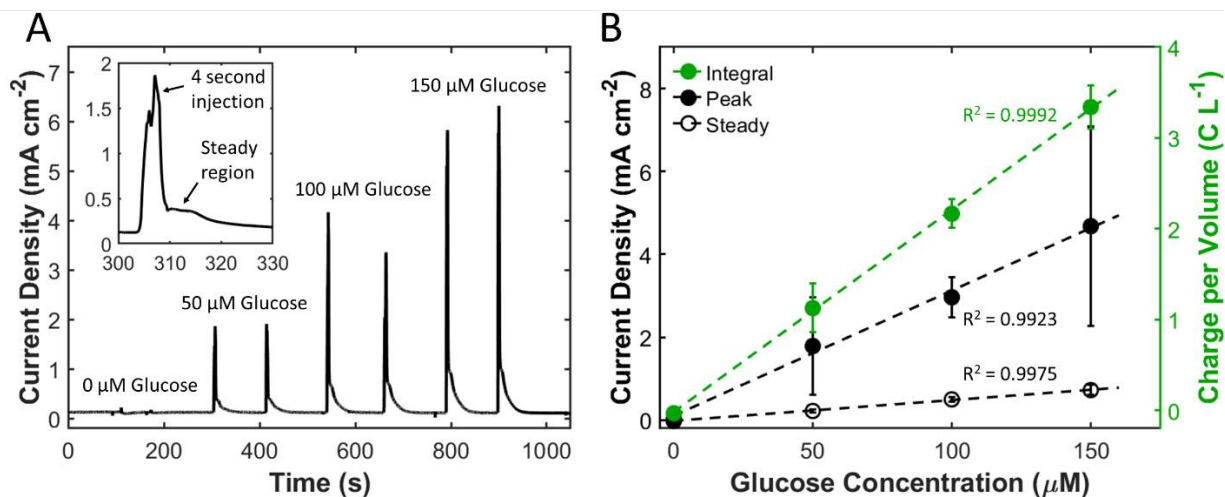 A
Current Density (mA cm-2)
7
6
5
4
3
2
1
0
0 200 400 600 800 1000
Time (s)
2
1.5
1
0.5
0
300 310 320 330
4 second
injection
Steady
region
0 μM Glucose
50 μM Glucose
100 μM Glucose
150 μM Glucose
B
Current Density (mA cm-2)
8
6
4
2
0
Integral
Peak
Steady
R2 = 0.9992
R2 = 0.9923
R2 = 0.9975
0 50 100 150
Glucose Concentration (μM)
4
3
2
1
0
Charge per Volume (C L-1)